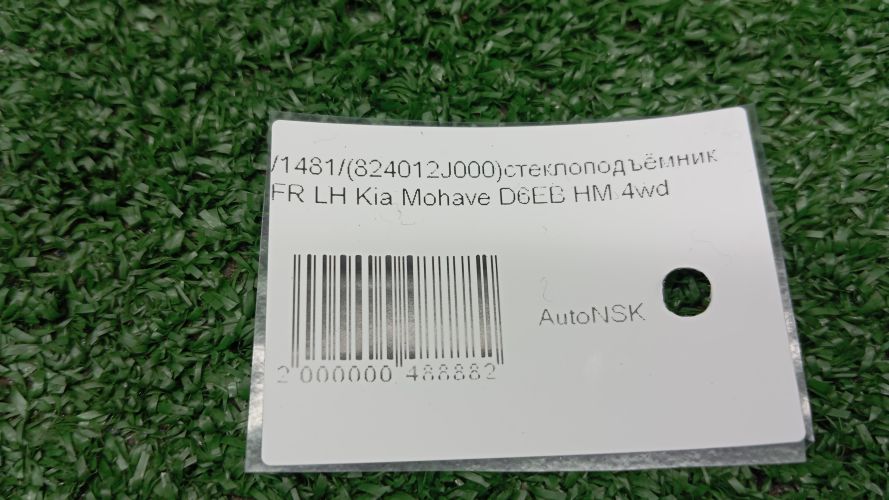 /1481/(824012J000)стеклоподъёмник
FR LH Kia Mohave D6EB HM 4wd
AutoNSK
2 000000 488882